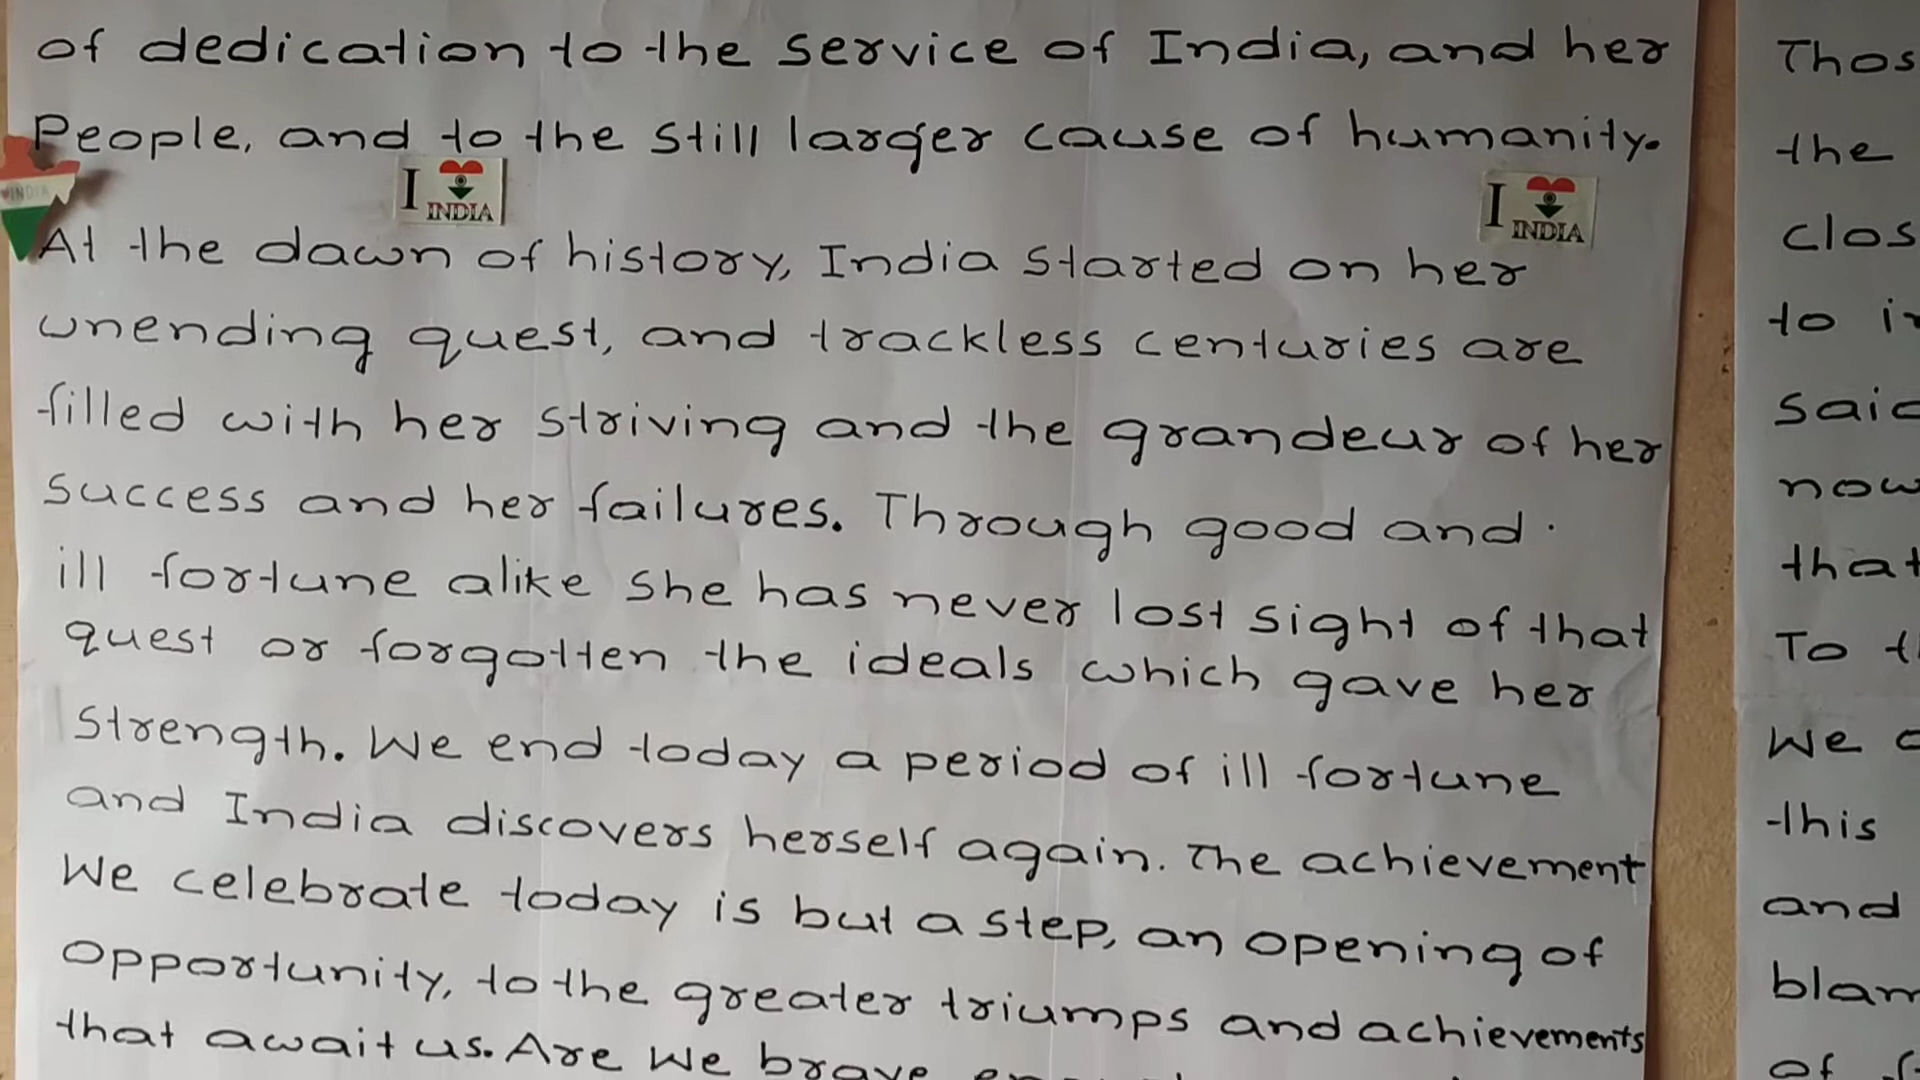 of dedication to the service of India, and her
People, and to the still larger cause of humanity.
I INDIA
I INDIA
INDIA
At the dawn of history, India started on her
unending quest, and trackless centuries are
filled with her striving and the grandeur of her
success and her failures. Through good and
ill fortune alike she has never lost sight of that
quest or forgotten the ideals which gave her
strength. We end today a period of ill fortune
and India discovers herself again. The achievement
We celebrate today is but a step, an opening of
opportunity, to the greater triumps and achievements
that await us. Are We brave
the
to
now
that
To
We
this
and
of